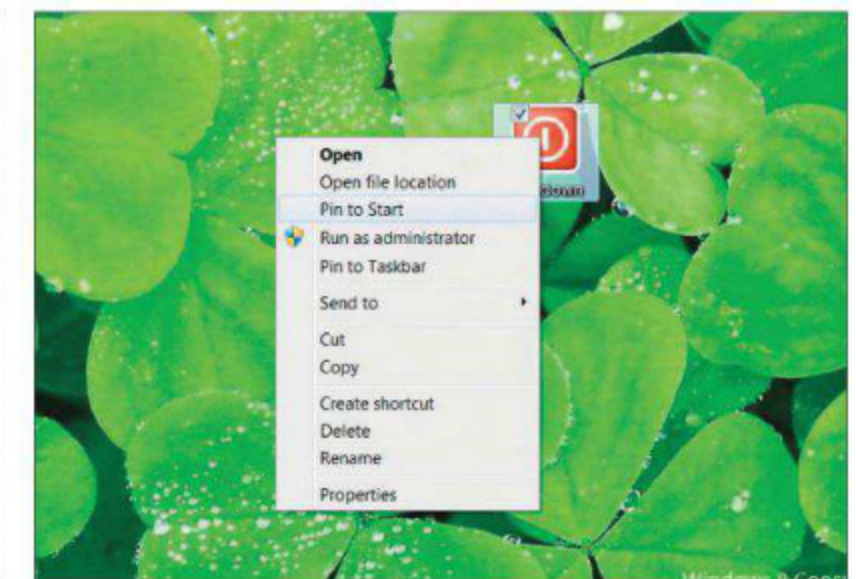 Open
Open file location
Pin to Start
Run as administrator
Pin to Taskbar
Send to
Cut
Copy
Create shortcut
Delete
Rename
Properties